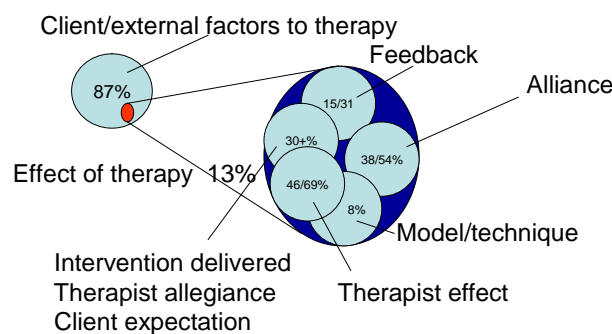 Client/external factors to therapy
Feedback
87%
15/31
Alliance
30+%
38/54%
Effect of therapy 13%
46/69%
8%
Model/technique
Intervention delivered
Therapist allegiance
Therapist effect
Client expectation